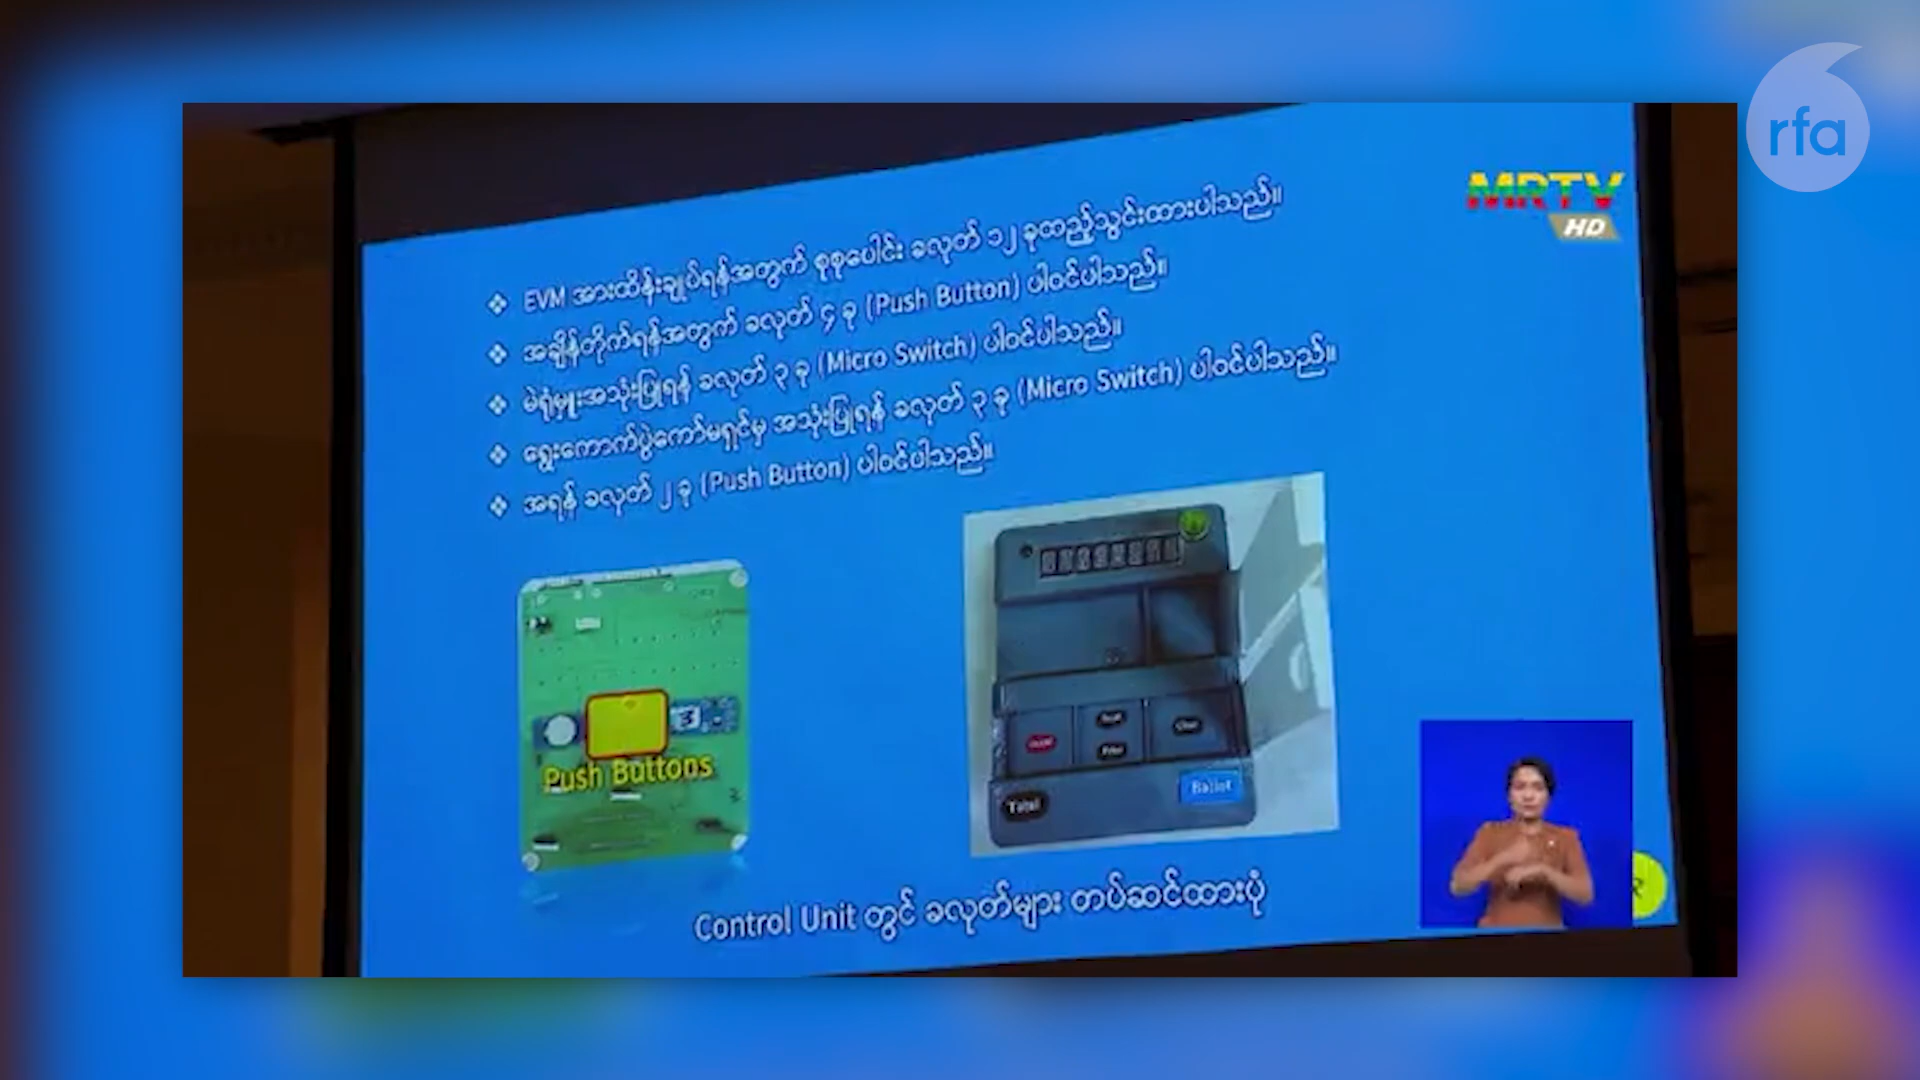 rfa
MRTV
HD
❖ EVM အားထိန်းချုပ်ရန်အတွက် စုစုပေါင်း ခလုတ် ၁၂ ခုထည့်သွင်းထားပါသည်။
❖ အချိန်တိုက်ရန်အတွက် ခလုတ် ၄ ခု (Push Button) ပါဝင်ပါသည်။
❖ မဲရုံမှူးအသုံးပြုရန် ခလုတ် ၃ ခု (Micro Switch) ပါဝင်ပါသည်။
❖ ရွေးကောက်ပွဲကော်မရှင်မှ အသုံးပြုရန် ခလုတ် ၃ ခု (Micro Switch) ပါဝင်ပါသည်။
❖ အရန် ခလုတ် ၂ ခု (Push Button) ပါဝင်ပါသည်။
3
Push Buttons
Clear
Total
Ballot
Control Unit တွင် ခလုတ်များ တပ်ဆင်ထားပုံ